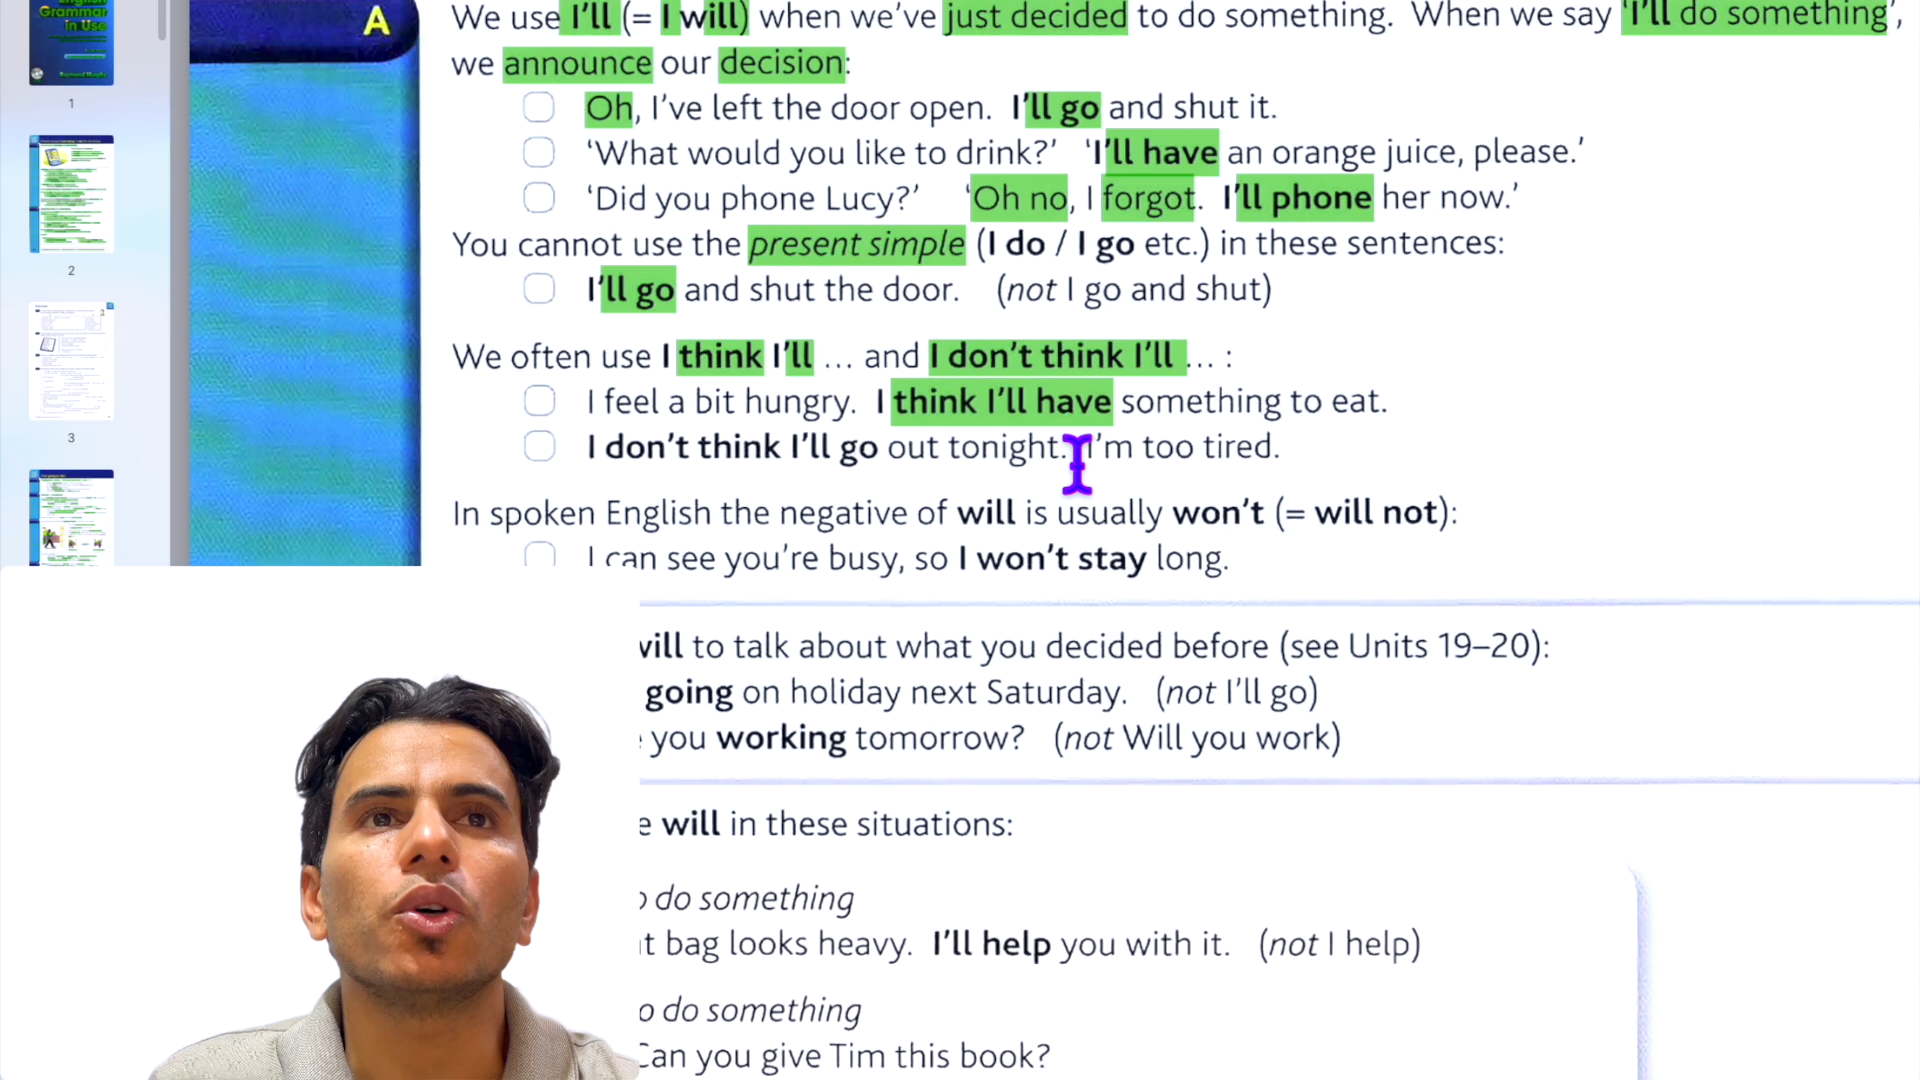 English
Grammar
in Use
1
2
3
A
We use I'll (= I will) when we've just decided to do something. When we say 'I'll do something',
we announce our decision:
Oh, I've left the door open. I'll go and shut it.
'What would you like to drink?' 'I'll have an orange juice, please.'
'Did you phone Lucy?' 'Oh no, I forgot. I'll phone her now.'
You cannot use the present simple (I do / I go etc.) in these sentences:
I'll go and shut the door. (not I go and shut)
We often use I think I'll … and I don't think I'll … :
I feel a bit hungry. I think I'll have something to eat.
I don't think I'll go out tonight. I'm too tired.
In spoken English the negative of will is usually won't (= will not):
I can see you're busy, so I won't stay long.
will to talk about what you decided before (see Units 19–20):
going on holiday next Saturday. (not I'll go)
you working tomorrow? (not Will you work)
will in these situations:
do something
bag looks heavy. I'll help you with it. (not I help)
do something
Can you give Tim this book?